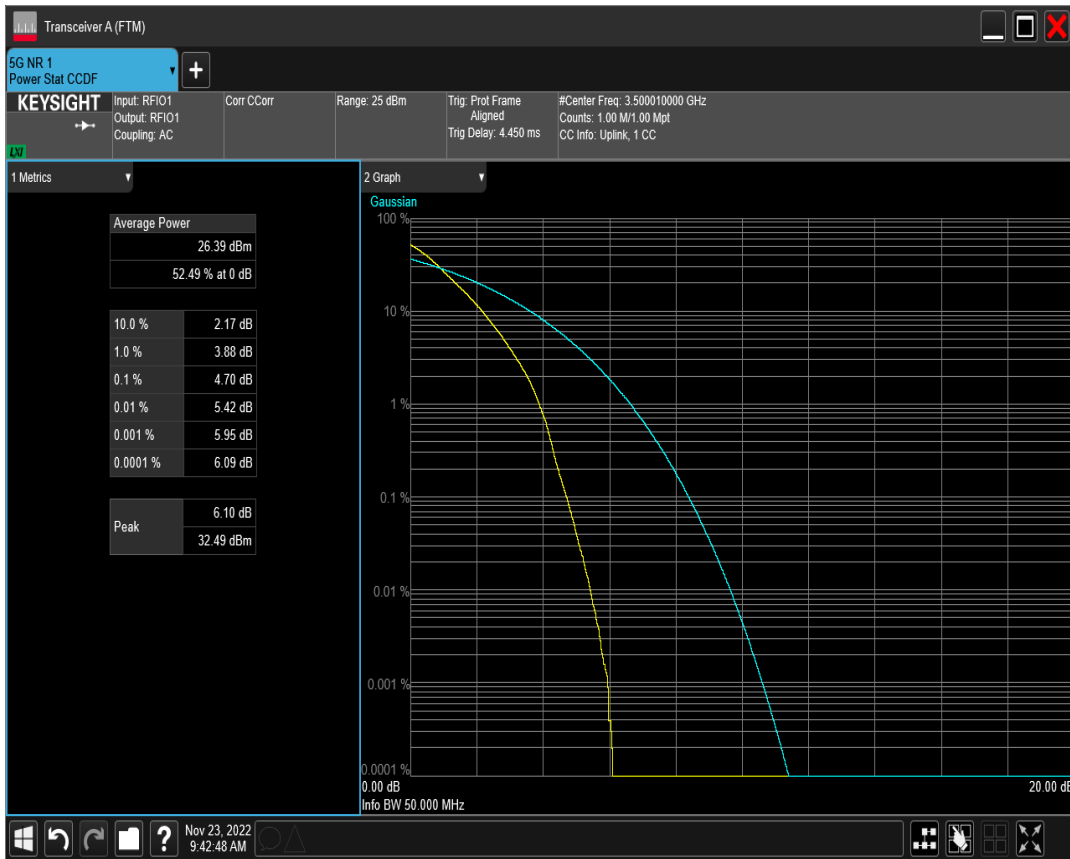 Transceiver A (FTM)
5G NR 1
Power Stat CCDF
KEYSIGHT
LXI
Input: RFIO1
Output: RFIO1
Coupling: AC
Corr CCorr
Range: 25 dBm
Trig: Prot Frame
Aligned
Trig Delay: 4.450 ms
#Center Freq: 3.500010000 GHz
Counts: 1.00 M/1.00 Mpt
CC Info: Uplink, 1 CC
1 Metrics
Average Power
26.39 dBm
52.49 % at 0 dB
10.0 % 2.17 dB
1.0 % 3.88 dB
0.1 % 4.70 dB
0.01 % 5.42 dB
0.001 % 5.95 dB
0.0001 % 6.09 dB
Peak
6.10 dB
32.49 dBm
2 Graph
Gaussian
100 %
10 %
1 %
0.1 %
0.01 %
0.001 %
0.0001 %
0.00 dB
20.00 dB
Info BW 50.000 MHz
?
Nov 23, 2022
9:42:48 AM